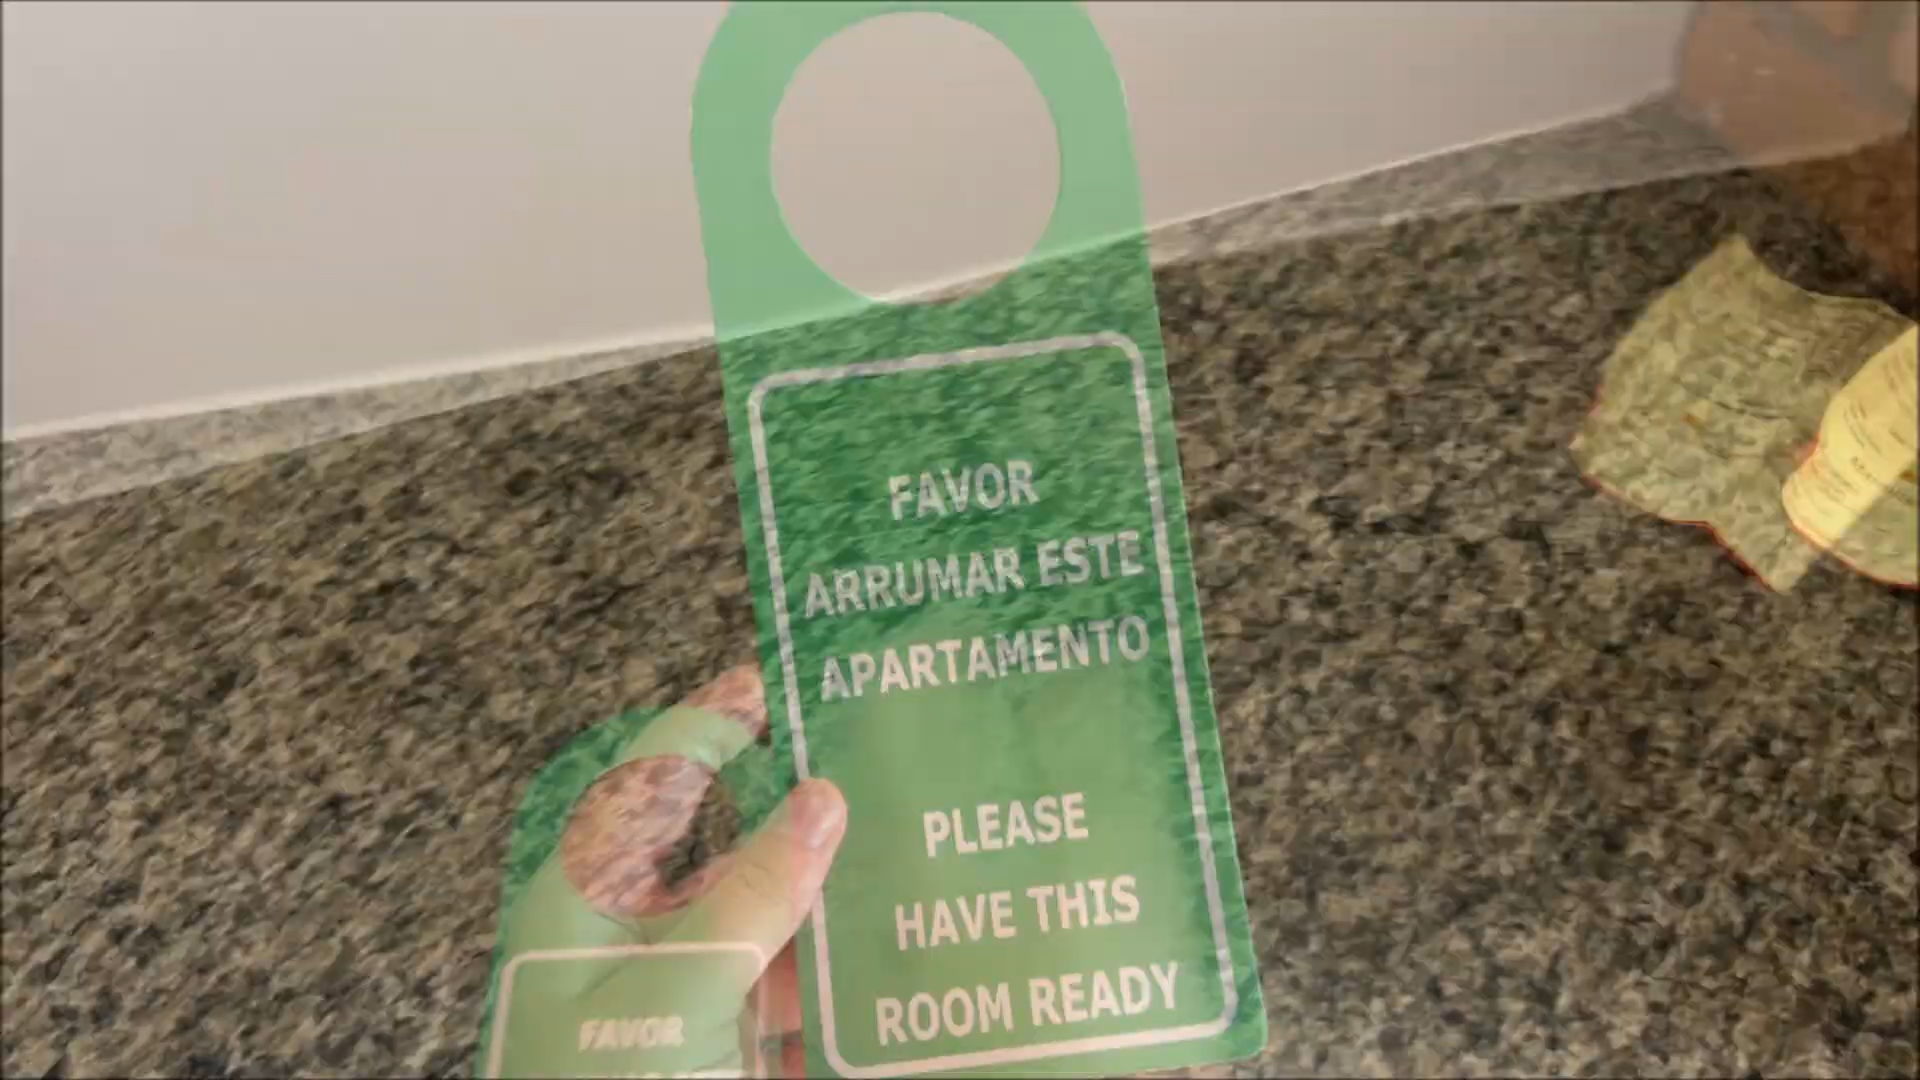 FAVOR
ARRUMAR ESTE
APARTAMENTO
PLEASE
HAVE THIS
ROOM READY
FAVOR